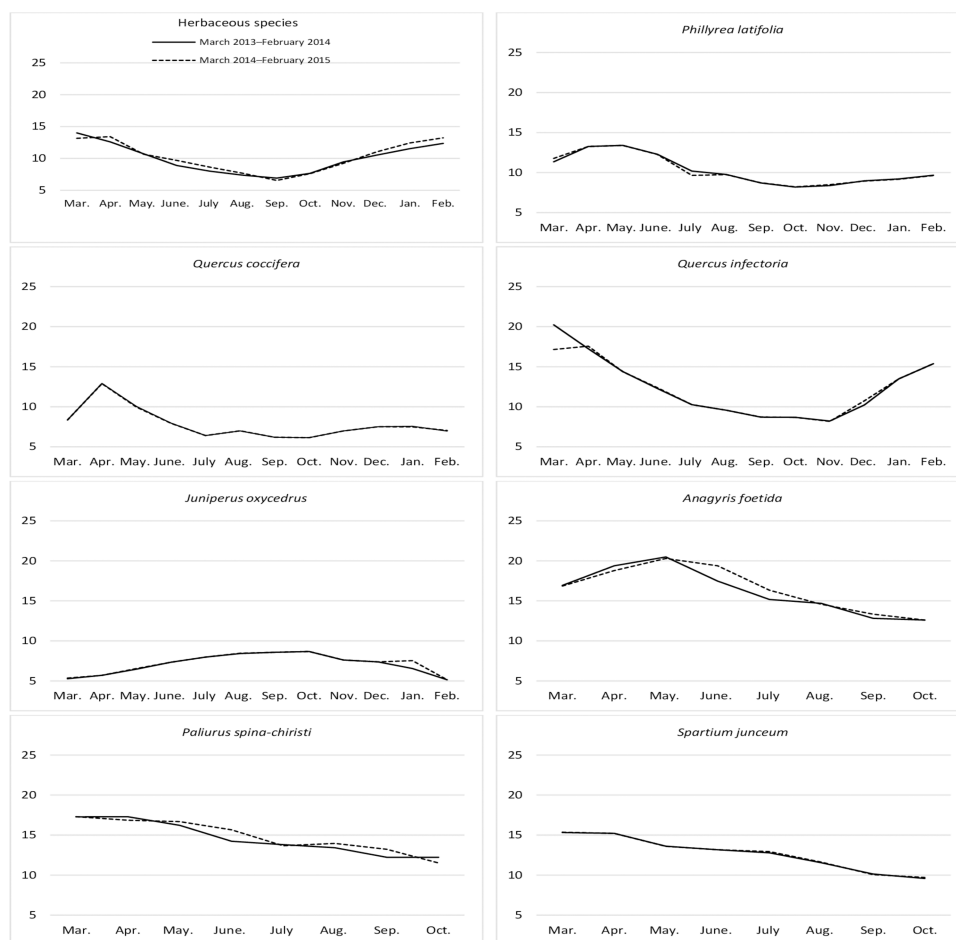 Herbaceous species
March 2013–February 2014
March 2014–February 2015
25
20
15
10
5
Mar. Apr. May. June. July Aug. Sep. Oct. Nov. Dec. Jan. Feb.
Phillyrea latifolia
25
20
15
10
5
Mar. Apr. May. June. July Aug. Sep. Oct. Nov. Dec. Jan. Feb.
Quercus coccifera
25
20
15
10
5
Mar. Apr. May. June. July Aug. Sep. Oct. Nov. Dec. Jan. Feb.
Quercus infectoria
25
20
15
10
5
Mar. Apr. May. June. July Aug. Sep. Oct. Nov. Dec. Jan. Feb.
Juniperus oxycedrus
25
20
15
10
5
Mar. Apr. May. June. July Aug. Sep. Oct. Nov. Dec. Jan. Feb.
Anagyris foetida
25
20
15
10
5
Mar. Apr. May. June. July Aug. Sep. Oct.
Paliurus spina-chiristi
25
20
15
10
5
Mar. Apr. May. June. July Aug. Sep. Oct.
Spartium junceum
25
20
15
10
5
Mar. Apr. May. June. July Aug. Sep. Oct.